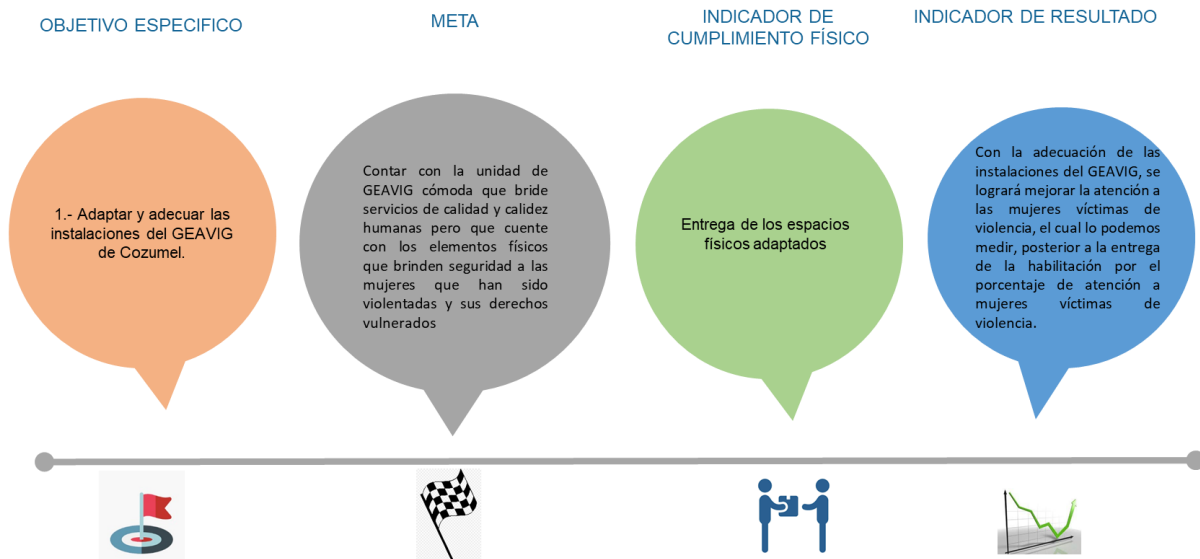 OBJETIVO ESPECIFICO
META
INDICADOR DE
CUMPLIMIENTO FÍSICO
INDICADOR DE RESULTADO
1.- Adaptar y adecuar las
instalaciones del GEAVIG
de Cozumel.
Contar con la unidad de
GEAVIG cómoda que bride
servicios de calidad y calidez
humanas pero que cuente
con los elementos físicos
que brinden seguridad a las
mujeres que han sido
violentadas y sus derechos
vulnerados
Entrega de los espacios
físicos adaptados
Con la adecuación de las
instalaciones del GEAVIG, se
logrará mejorar la atención a
las mujeres víctimas de
violencia, el cual lo podemos
medir, posterior a la entrega
de la habilitación por el
porcentaje de atención a
mujeres víctimas de
violencia.